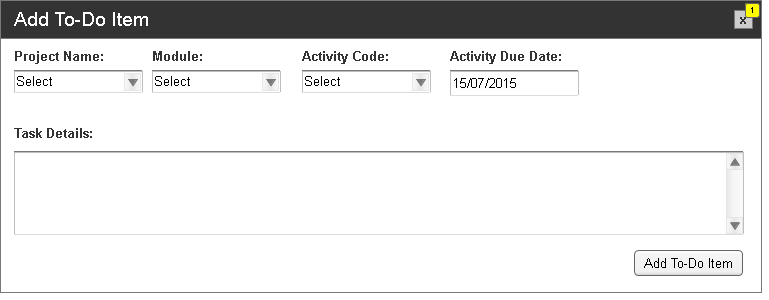 Add To-Do Item
x
1
Project Name: Module: Activity Code: Activity Due Date:
Select Select Select 15/07/2015
Task Details:
Add To-Do Item